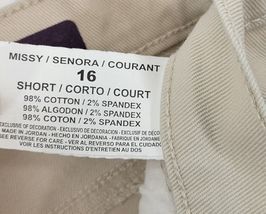 MISSY / SENORA / COURANT
16
SHORT / CORTO / COURT
98% COTTON / 2% SPANDEX
98% ALGODON / 2% SPANDEX
98% COTON / 2% SPANDEX
EXCLUSIVE OF DECORATION - EXCLUSIVO DE DECORACION
MADE IN JORDAN - HECHO EN JORDANIA -
SEE REVERSE FOR CARE - VER AL REVERSO PARA EL CUIDADO
VOIR LES INSTRUCTIONS D'ENTRETIEN AU DOS